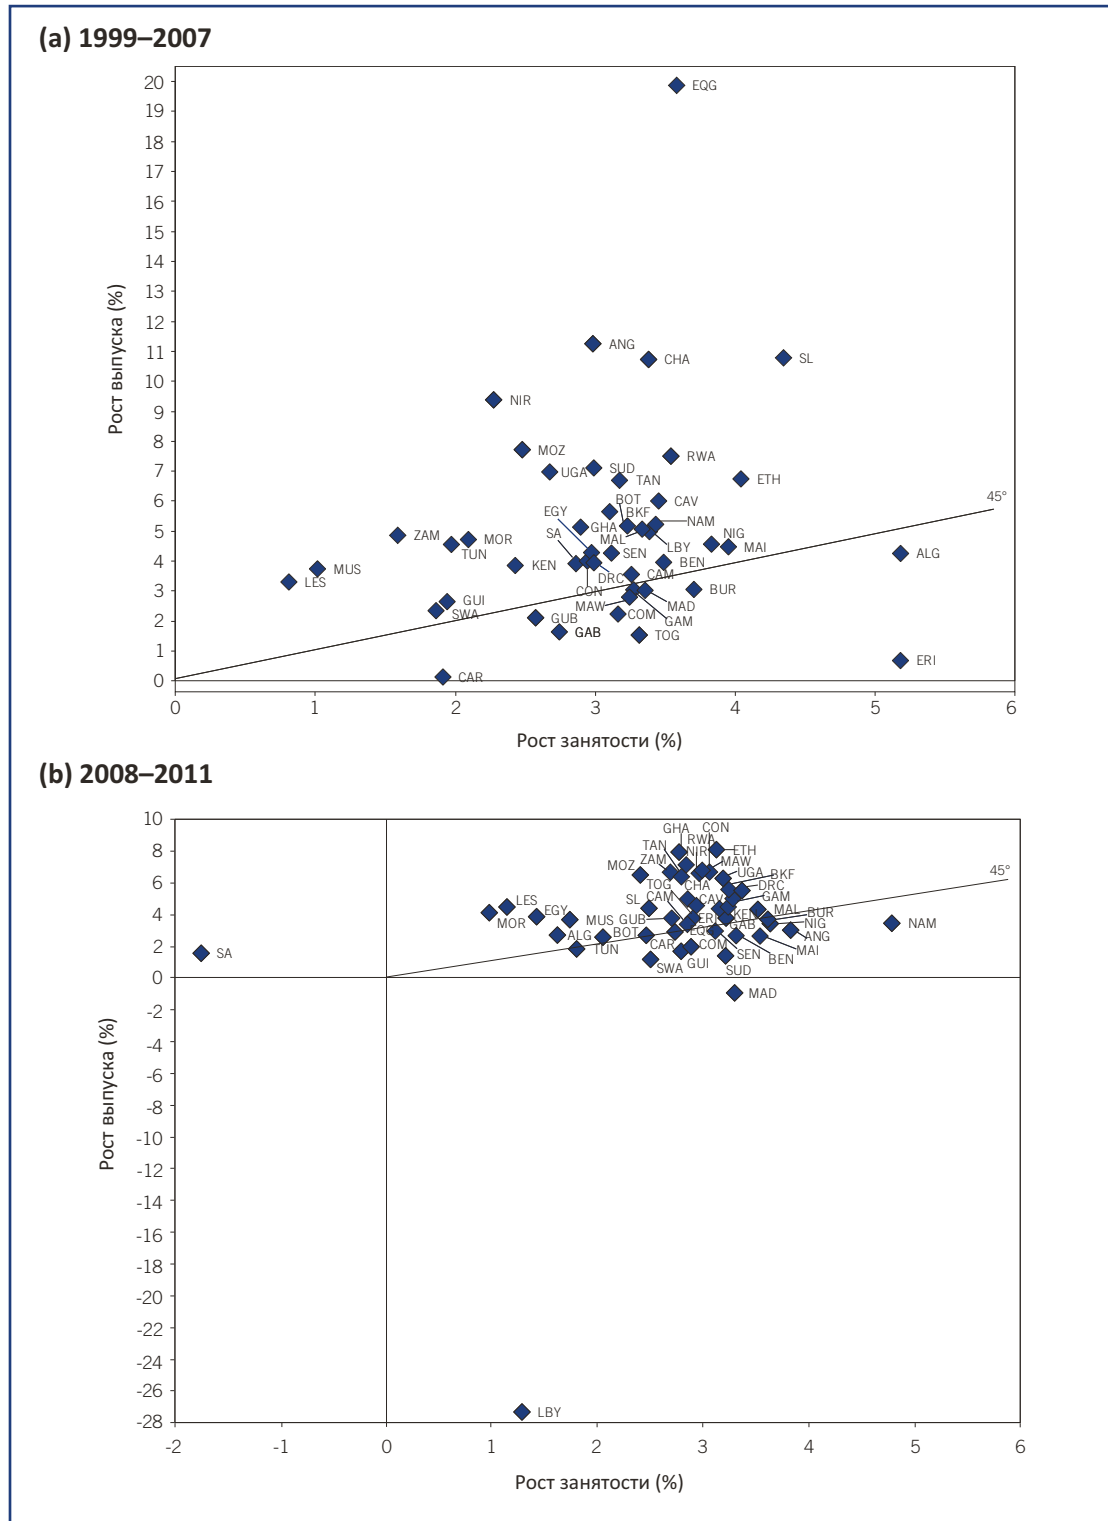 (a) 1999–2007
20
19
18
17
16
15
14
13
12
11
10
9
8
7
6
5
4
3
2
1
0
Рост выпуска (%)
EQG
ANG
CHA
SL
NIR
MOZ
UGA
SUD
TAN
RWA
ETH
BOT
CAV
EGY
BKF
NAM
SA
GHA
MAL
LBY
NIG
MAI
ZAM
MOR
TUN
KEN
SEN
BEN
ALG
MUS
LES
DRC
CAM
CON
BUR
GUI
SWA
MAW
MAD
GUB
COM
GAM
GAB
TOG
ERI
CAR
45°
0 1 2 3 4 5 6
Рост занятости (%)
(b) 2008–2011
10
8
6
4
2
0
-2
-4
-6
-8
-10
-12
-14
-16
-18
-20
-22
-24
-26
-28
Рост выпуска (%)
GHA
CON
RWA
TAN
NIR
ETH
ZAM
MAW
MOZ
UGA
BKF
TOG
CHA
DRC
45°
SL
CAM
CAV
GAM
LES
EGY
MAL
BUR
MOR
MUS
GUB
ERI
KEN
NIG
NAM
GAB
ALG
BOT
EQG
ANG
TUN
CAR
COM
SEN
MAI
SA
SWA
GUI
SUD
BEN
MAD
LBY
-2 -1 0 1 2 3 4 5 6
Рост занятости (%)